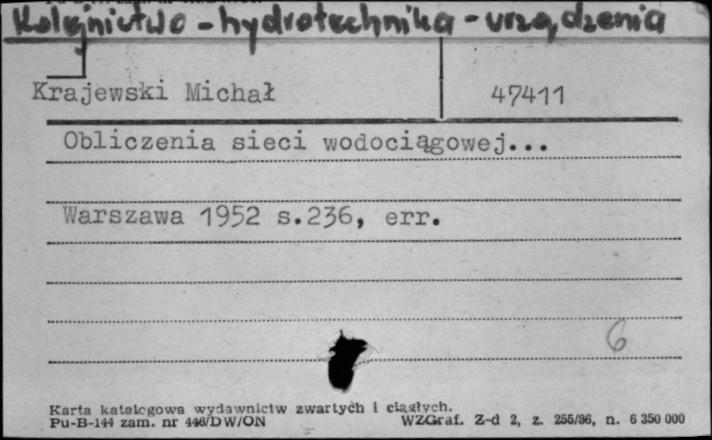 Kolejnictwo - hydrotechnika - urządzenia
Krajewski Michał 47411
Obliczenia sieci wodociągowej...
Warszawa 1952 s.236, err.
6
Karta katalogowa wydawnictw zwartych i ciągłych.
Pu-B-144 zam. nr 446/DW/ON WZGraf. Z-d 2, z. 255/86, n. 6 350 000